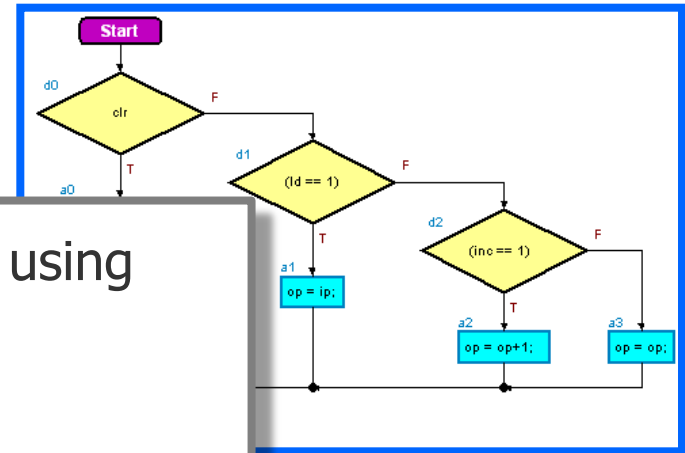 Start
d0
clr
F
T
a0
d1
(ld == 1)
F
T
a1
op = ip;
d2
(inc == 1)
F
T
a2
op = op+1;
a3
op = op;
using